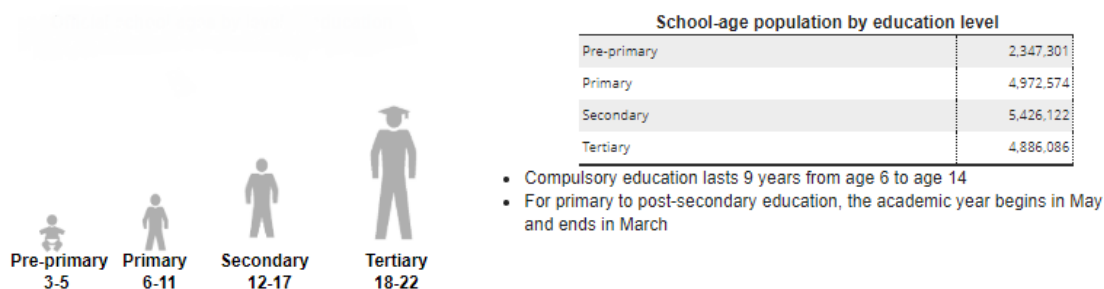 School-age population by education level
Pre-primary 2,347,301
Primary 4,972,574
Secondary 5,426,122
Tertiary 4,886,086
• Compulsory education lasts 9 years from age 6 to age 14
• For primary to post-secondary education, the academic year begins in May
and ends in March
Pre-primary Primary Secondary Tertiary
3-5 6-11 12-17 18-22